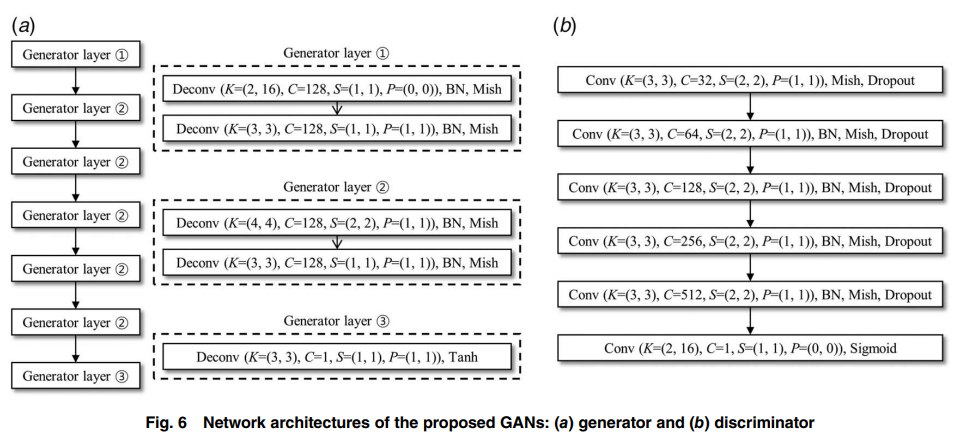 (a)
Generator layer ①
Generator layer ②
Generator layer ②
Generator layer ②
Generator layer ②
Generator layer ②
Generator layer ③
Generator layer ①
Deconv (K=(2, 16), C=128, S=(1, 1), P=(0, 0)), BN, Mish
Deconv (K=(3, 3), C=128, S=(1, 1), P=(1, 1)), BN, Mish
Generator layer ②
Deconv (K=(4, 4), C=128, S=(2, 2), P=(1, 1)), BN, Mish
Deconv (K=(3, 3), C=128, S=(1, 1), P=(1, 1)), BN, Mish
Generator layer ③
Deconv (K=(3, 3), C=1, S=(1, 1), P=(1, 1)), Tanh
(b)
Conv (K=(3, 3), C=32, S=(2, 2), P=(1, 1)), Mish, Dropout
Conv (K=(3, 3), C=64, S=(2, 2), P=(1, 1)), BN, Mish, Dropout
Conv (K=(3, 3), C=128, S=(2, 2), P=(1, 1)), BN, Mish, Dropout
Conv (K=(3, 3), C=256, S=(2, 2), P=(1, 1)), BN, Mish, Dropout
Conv (K=(3, 3), C=512, S=(2, 2), P=(1, 1)), BN, Mish, Dropout
Conv (K=(2, 16), C=1, S=(1, 1), P=(0, 0)), Sigmoid
Fig. 6 Network architectures of the proposed GANs: (a) generator and (b) discriminator